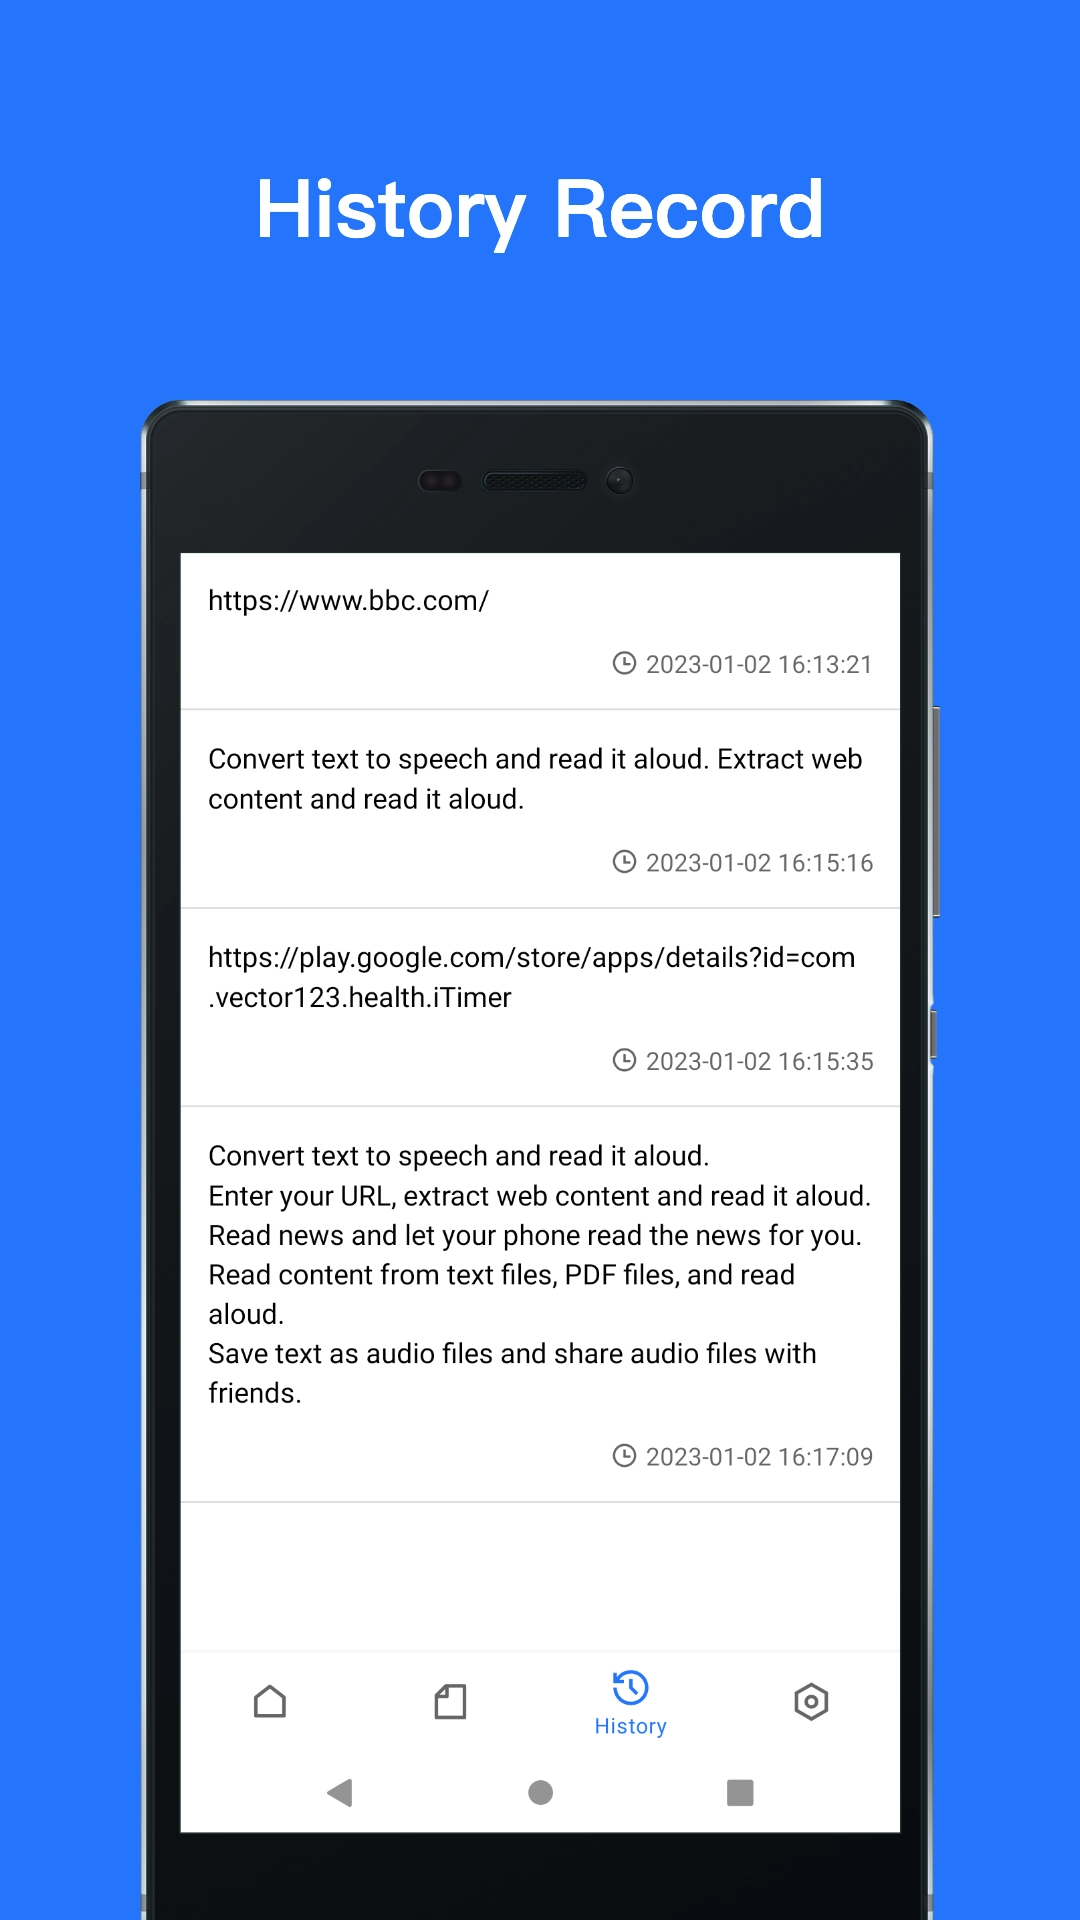 History Record
https://www.bbc.com/
2023-01-02 16:13:21
Convert text to speech and read it aloud. Extract web
content and read it aloud.
2023-01-02 16:15:16
https://play.google.com/store/apps/details?id=com
.vector123.health.iTimer
2023-01-02 16:15:35
Convert text to speech and read it aloud.
Enter your URL, extract web content and read it aloud.
Read news and let your phone read the news for you.
Read content from text files, PDF files, and read
aloud.
Save text as audio files and share audio files with
friends.
2023-01-02 16:17:09
History